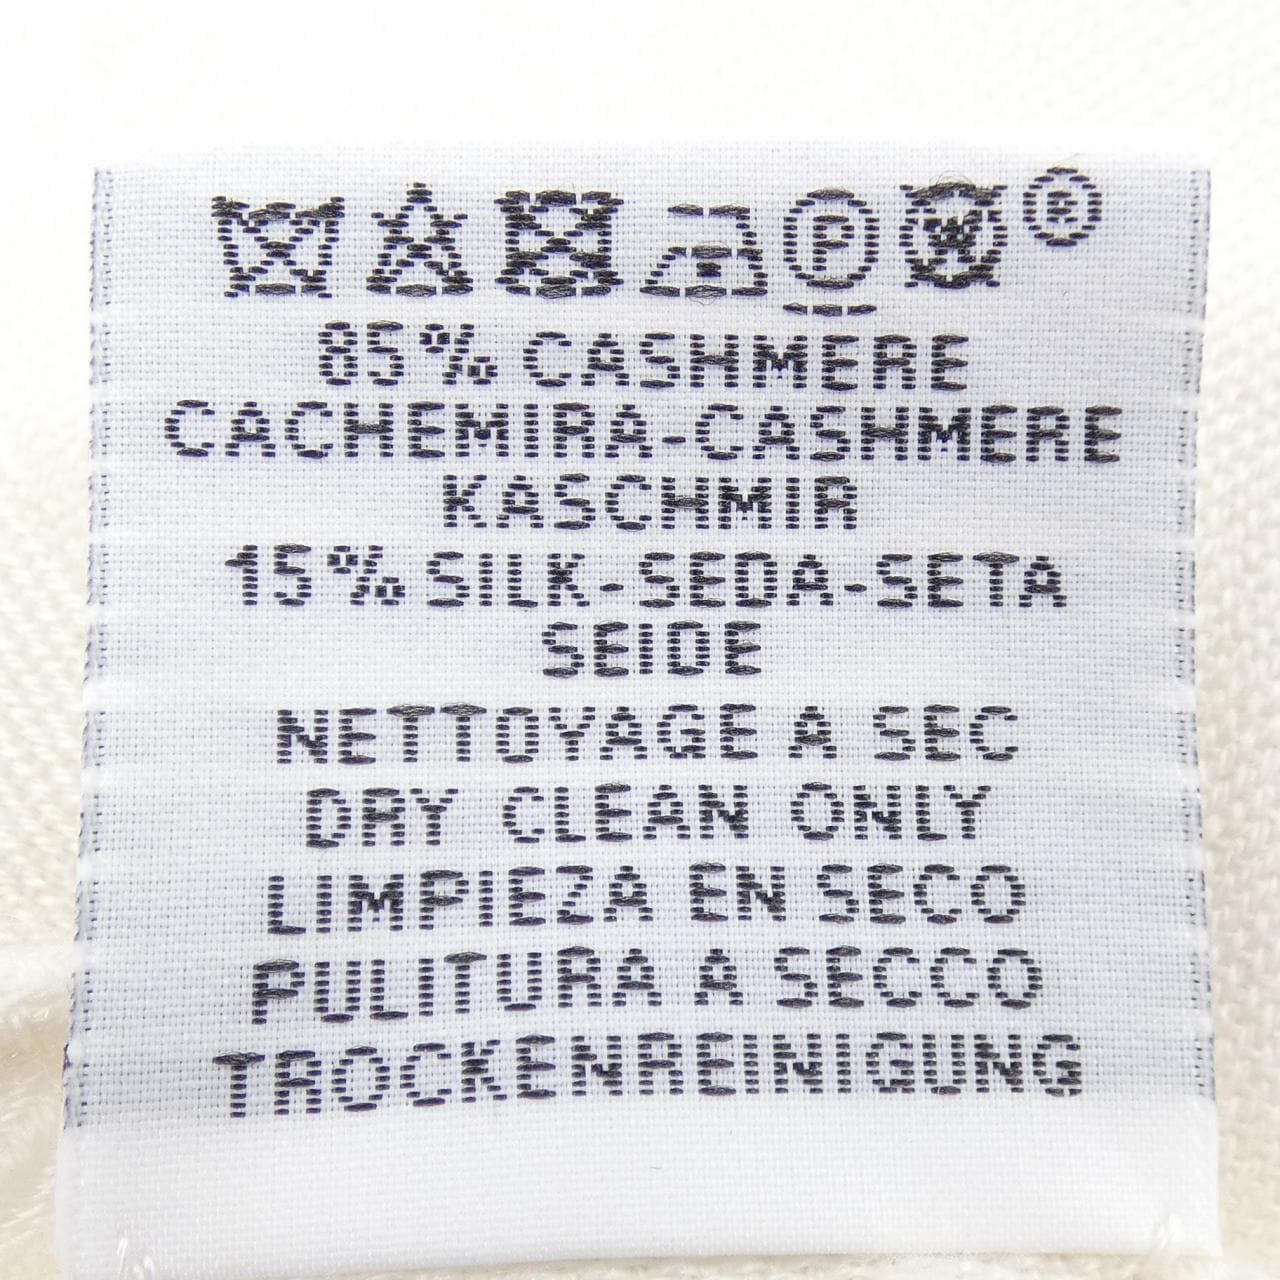 P W ®
85% CASHMERE
CACHEMIRA-CASHMERE
KASCHMIR
15% SILK-SEDA-SETA
SEIDE
NETTOYAGE A SEC
DRY CLEAN ONLY
LIMPIEZA EN SECO
PULITURA A SECCO
TROCKENREINIGUNG